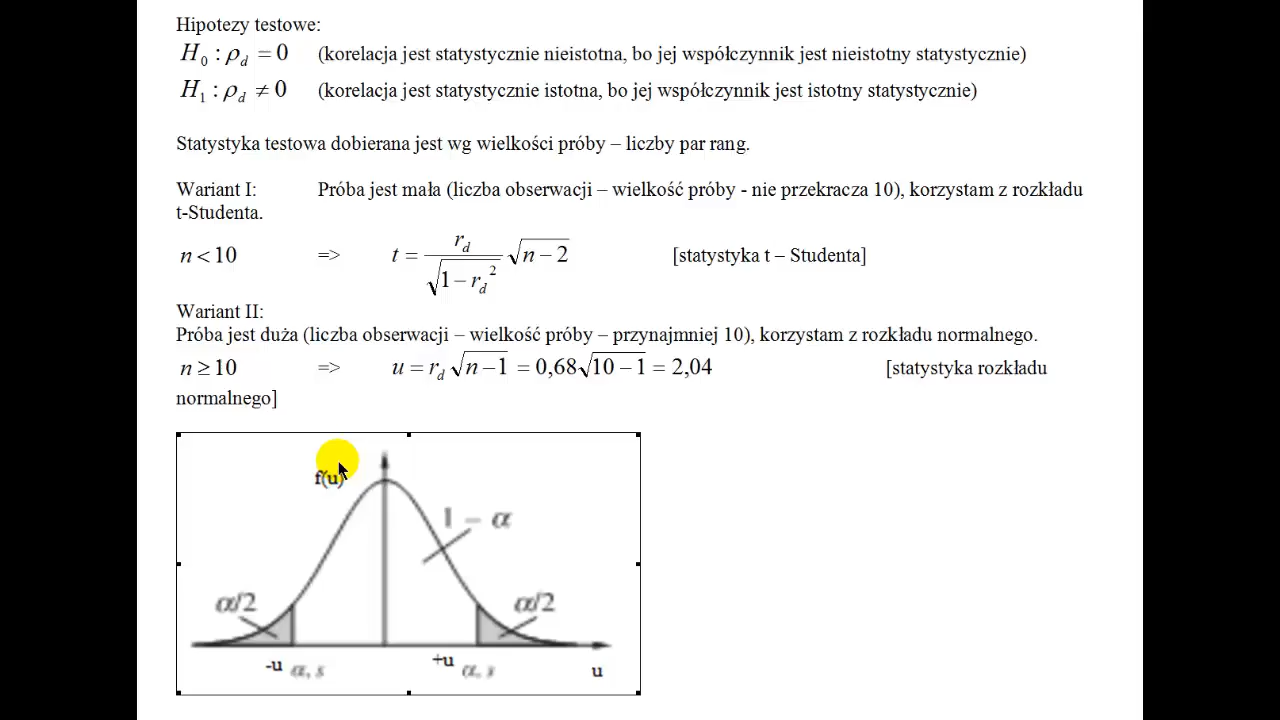 Hipotezy testowe:
H₀ : ρ_d = 0 (korelacja jest statystycznie nieistotna, bo jej współczynnik jest nieistotny statystycznie)
H₁ : ρ_d ≠ 0 (korelacja jest statystycznie istotna, bo jej współczynnik jest istotny statystycznie)
Statystyka testowa dobierana jest wg wielkości próby – liczby par rang.
Wariant I: Próba jest mała (liczba obserwacji – wielkość próby - nie przekracza 10), korzystam z rozkładu
t-Studenta.
n < 10 => t = r_d / √(1 − r_d²) √(n − 2) [statystyka t – Studenta]
Wariant II:
Próba jest duża (liczba obserwacji – wielkość próby – przynajmniej 10), korzystam z rozkładu normalnego.
n ≥ 10 => u = r_d √(n − 1) = 0,68√(10 − 1) = 2,04 [statystyka rozkładu
normalnego]
f(u)
1 – α
α/2 α/2
-u α, s +u α, s u